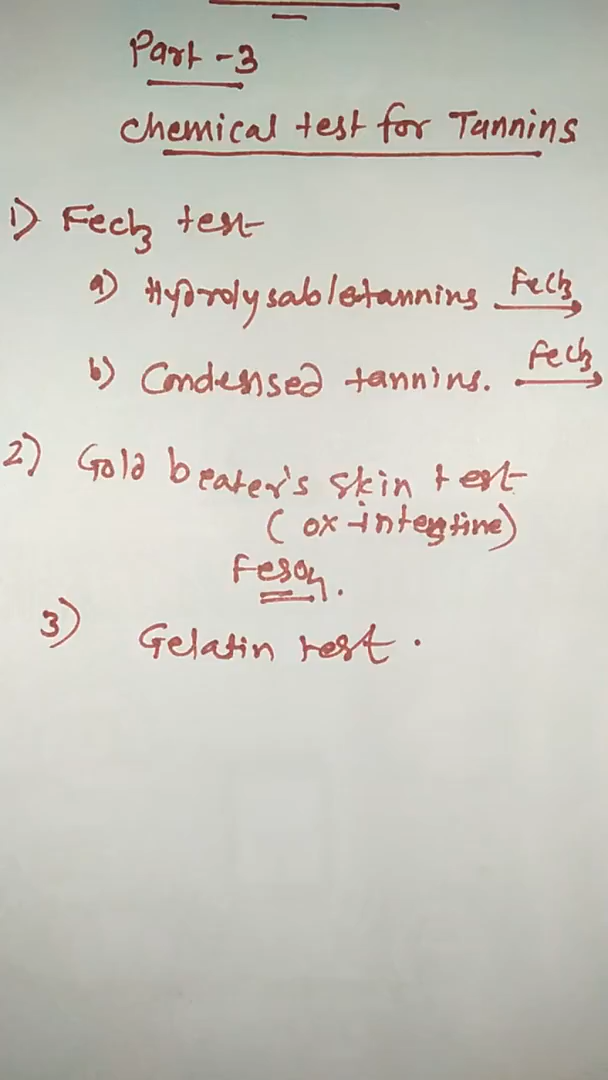 Part -3
Chemical test for Tannins
1) FeCl3 test
a) Hydrolysable tannins FeCl3
b) Condensed tannins. FeCl3
2) Gold beater's skin test
(ox-intestine)
FeSO4.
3) Gelatin test.